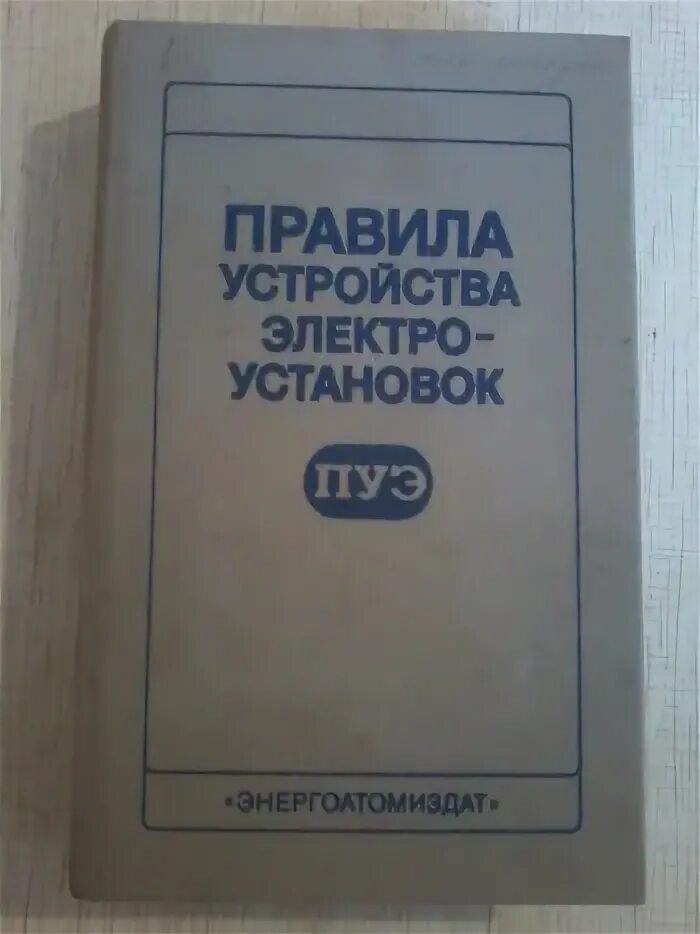 ПРАВИЛА
УСТРОЙСТВА
ЭЛЕКТРО-
УСТАНОВОК
ПУЭ
«ЭНЕРГОАТОМИЗДАТ»